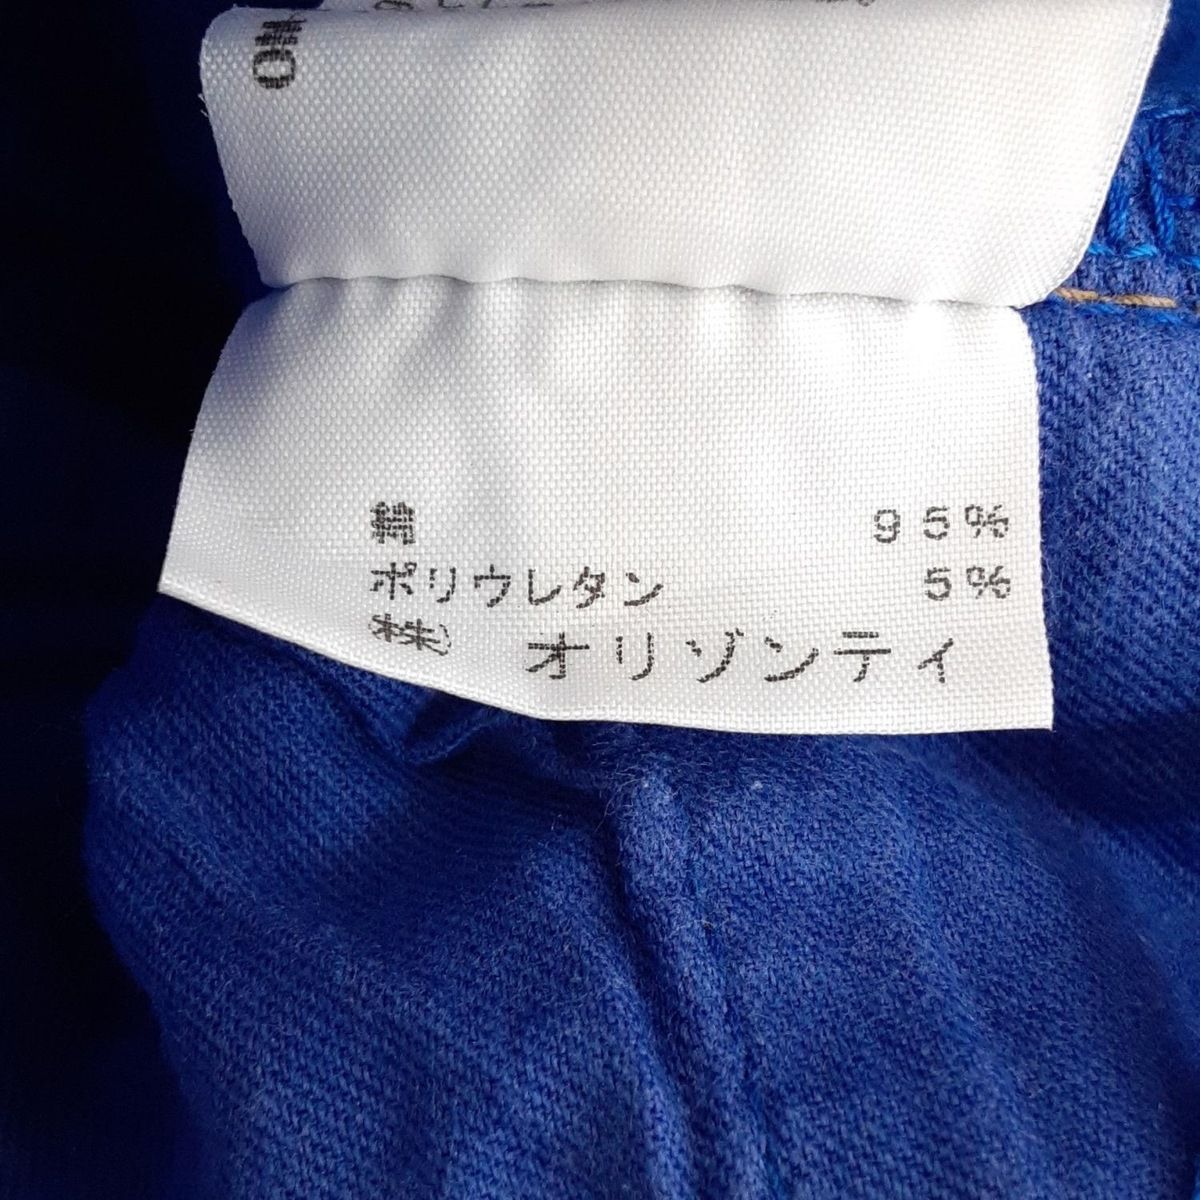 綿 95%
ポリウレタン 5%
㈱ オリゾンティ